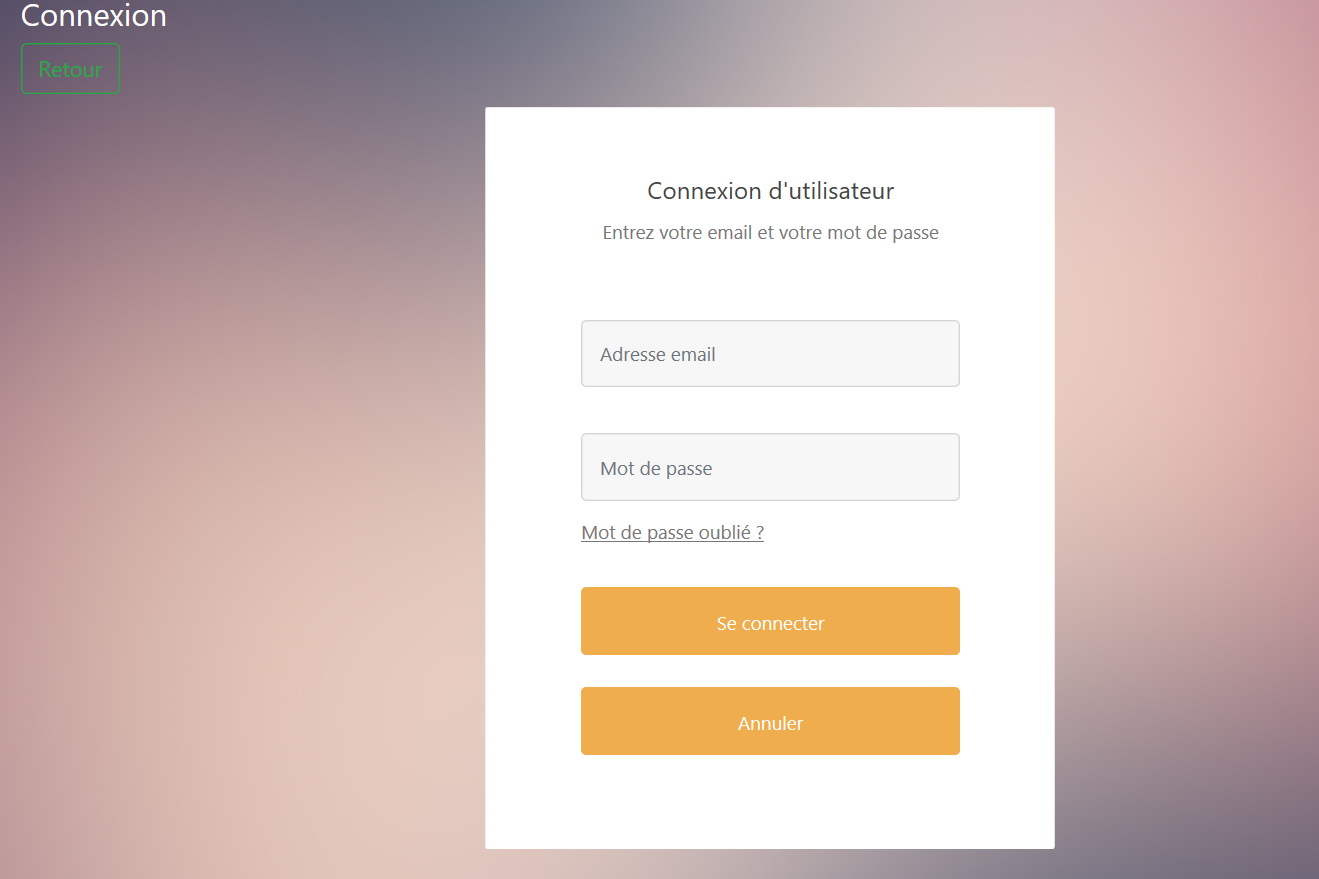 Connexion
Retour
Connexion d'utilisateur
Entrez votre email et votre mot de passe
Adresse email
Mot de passe
Mot de passe oublié ?
Se connecter
Annuler